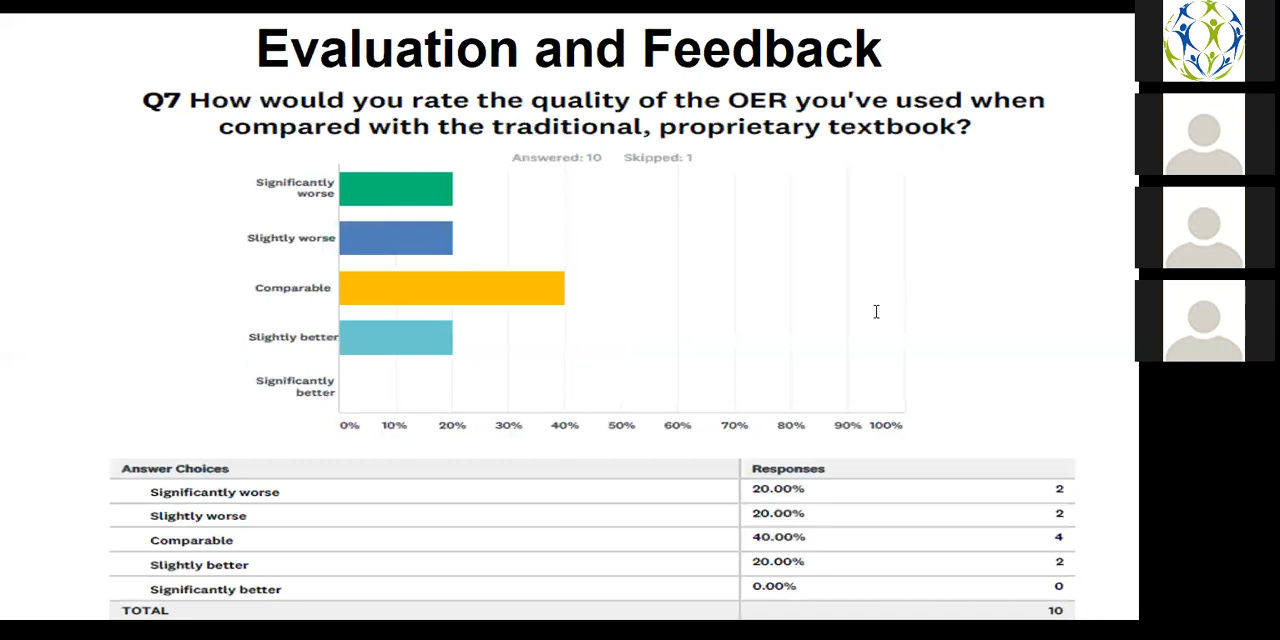 Evaluation and Feedback
Q7 How would you rate the quality of the OER you've used when
compared with the traditional, proprietary textbook?
Answered: 10 Skipped: 1
Significantly
worse
Slightly worse
Comparable
Slightly better
Significantly
better
0% 10% 20% 30% 40% 50% 60% 70% 80% 90% 100%
Answer Choices Responses
Significantly worse 20.00% 2
Slightly worse 20.00% 2
Comparable 40.00% 4
Slightly better 20.00% 2
Significantly better 0.00% 0
TOTAL 10